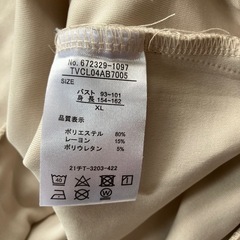 No. 672329-1097
TVCL04AB7005
SIZE
バスト 93-101
身長 154-162
XL
品質表示
ポリエステル 80%
レーヨン 15%
ポリウレタン 5%
21チT-3203-422